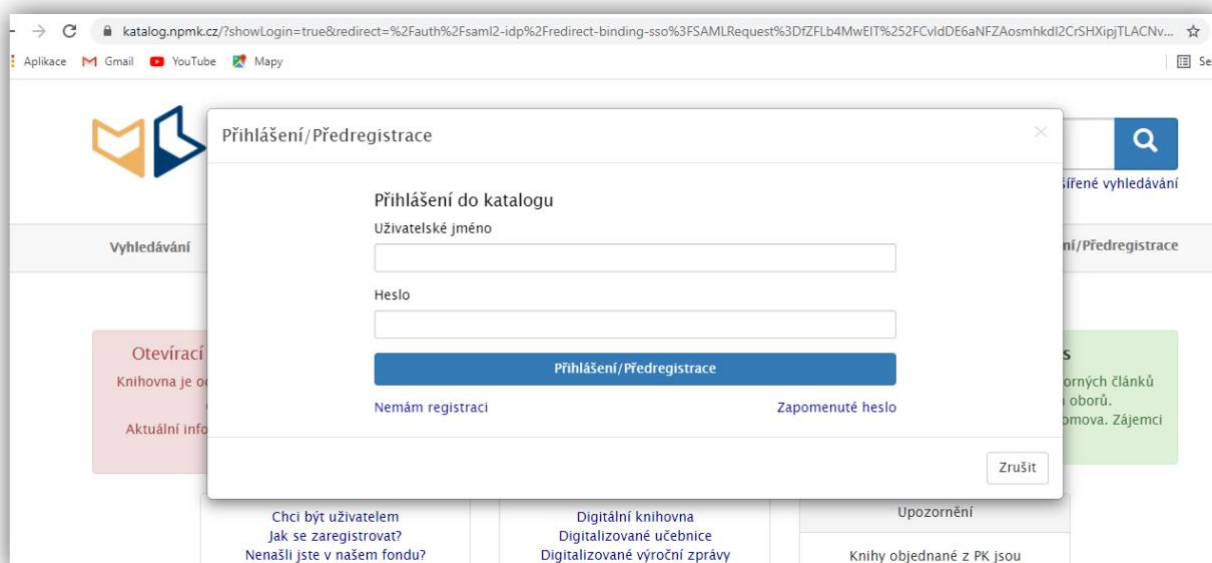 katalog.npmk.cz/?showLogin=true&redirect=%2Fauth%2Fsaml2-idp%2Fredirect-binding-sso%3FSAMLRequest%3DfZFLb4MwEIT%252FCvldDE6aNFZAosmhkdI2CrSHXipjTLACNv...
Aplikace Gmail YouTube Mapy Se
Přihlášení/Předregistrace
Přihlášení do katalogu
šířené vyhledávání
Uživatelské jméno
Vyhledávání
ní/Předregistrace
Heslo
Otevírací
s
Přihlášení/Předregistrace
Knihovna je o
orných článků
oborů.
Nemám registraci
Zapomenuté heslo
Aktuální info
omova. Zájemci
Zrušit
Chci být uživatelem
Jak se zaregistrovat?
Nenašli jste v našem fondu?
Digitální knihovna
Digitalizované učebnice
Digitalizované výroční zprávy
Upozornění
Knihy objednané z PK jsou